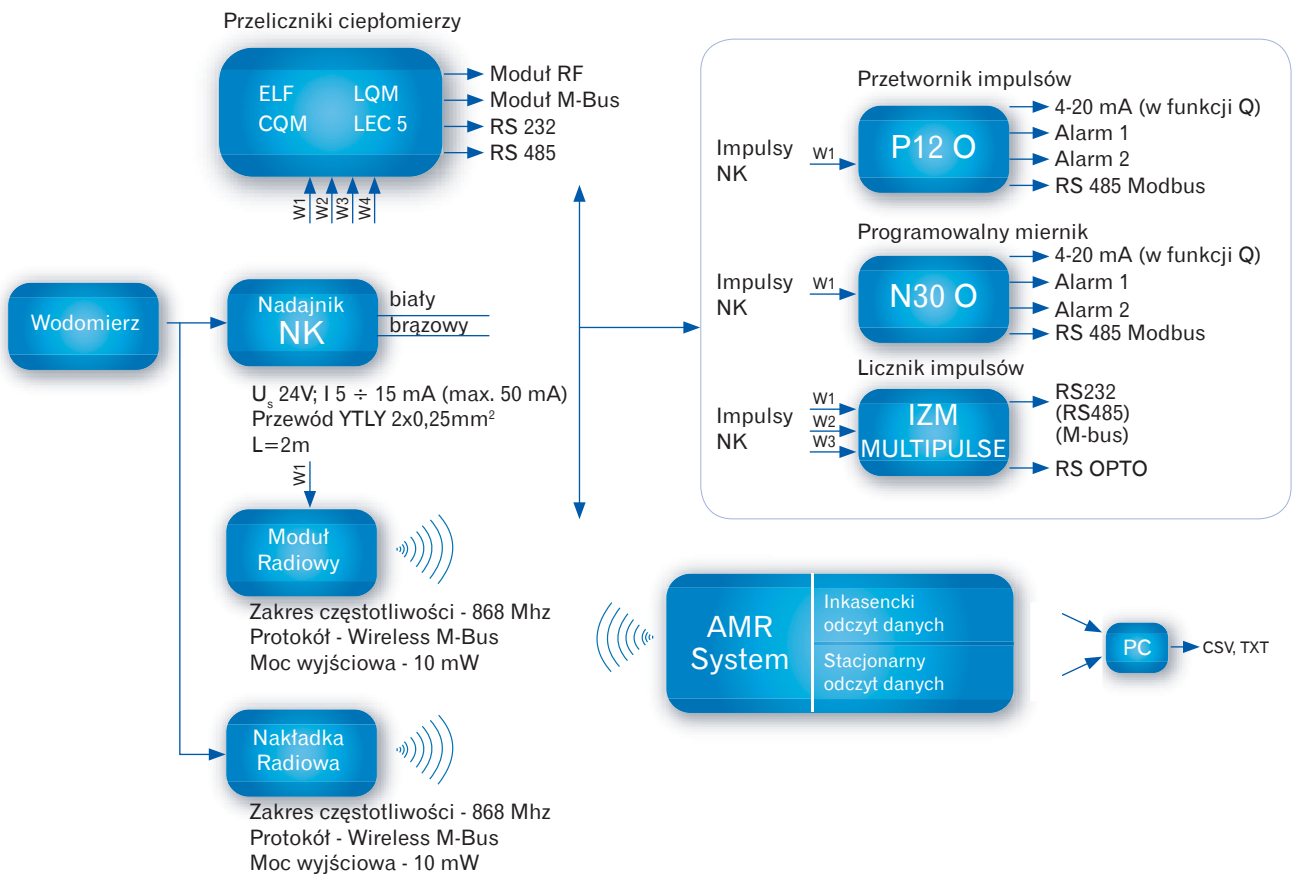 Przeliczniki ciepłomierzy
ELF LQM
CQM LEC 5
Moduł RF
Moduł M-Bus
RS 232
RS 485
W1
W2
W3
W4
Wodomierz
Nadajnik
NK
biały
brązowy
Us 24V; I 5 ÷ 15 mA (max. 50 mA)
Przewód YTLY 2x0,25mm²
L=2m
W1
Moduł
Radiowy
Zakres częstotliwości - 868 Mhz
Protokół - Wireless M-Bus
Moc wyjściowa - 10 mW
Nakładka
Radiowa
Zakres częstotliwości - 868 Mhz
Protokół - Wireless M-Bus
Moc wyjściowa - 10 mW
Przetwornik impulsów
Impulsy
NK
W1
P12 O
4-20 mA (w funkcji Q)
Alarm 1
Alarm 2
RS 485 Modbus
Programowalny miernik
Impulsy
NK
W1
N30 O
4-20 mA (w funkcji Q)
Alarm 1
Alarm 2
RS 485 Modbus
Licznik impulsów
Impulsy
NK
W1
W2
W3
IZM
MULTIPULSE
RS232
(RS485)
(M-bus)
RS OPTO
AMR
System
Inkasencki
odczyt danych
Stacjonarny
odczyt danych
PC
CSV, TXT